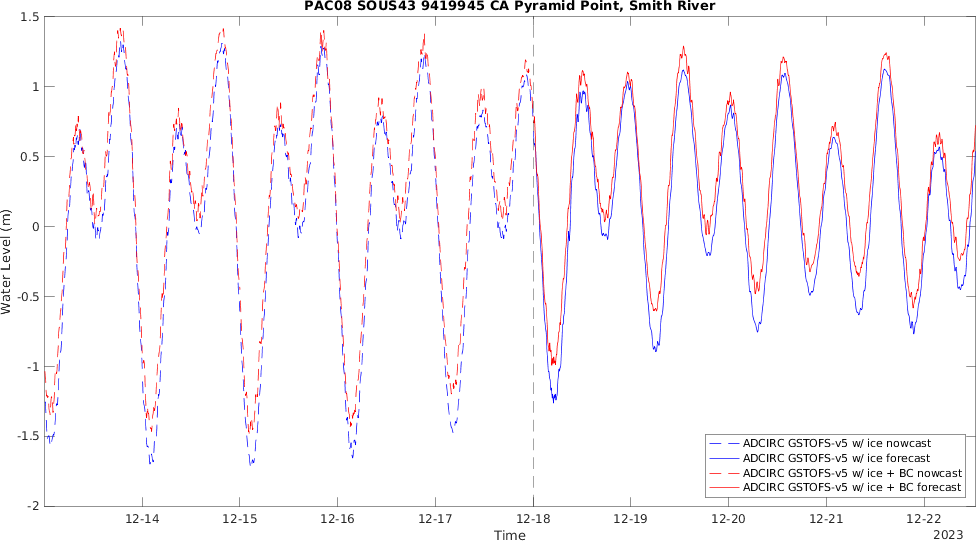 PAC08 SOUS43 9419945 CA Pyramid Point, Smith River
1.5
1
0.5
0
-0.5
-1
-1.5
-2
Water Level (m)
12-14 12-15 12-16 12-17 12-18 12-19 12-20 12-21 12-22
Time
2023
ADCIRC GSTOFS-v5 w/ ice nowcast
ADCIRC GSTOFS-v5 w/ ice forecast
ADCIRC GSTOFS-v5 w/ ice + BC nowcast
ADCIRC GSTOFS-v5 w/ ice + BC forecast